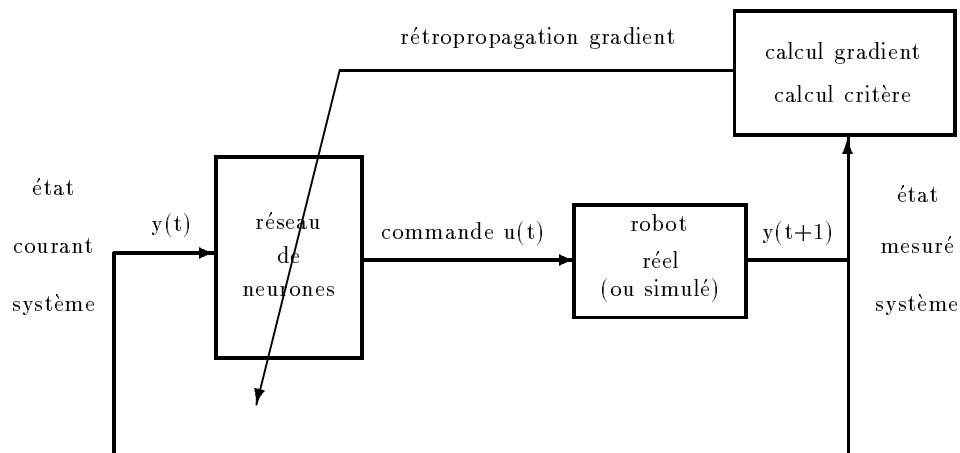 rétropropagation gradient
calcul gradient
calcul critère
état
courant
système
y(t)
réseau
de
neurones
commande u(t)
robot
réel
(ou simulé)
y(t+1)
état
mesuré
système